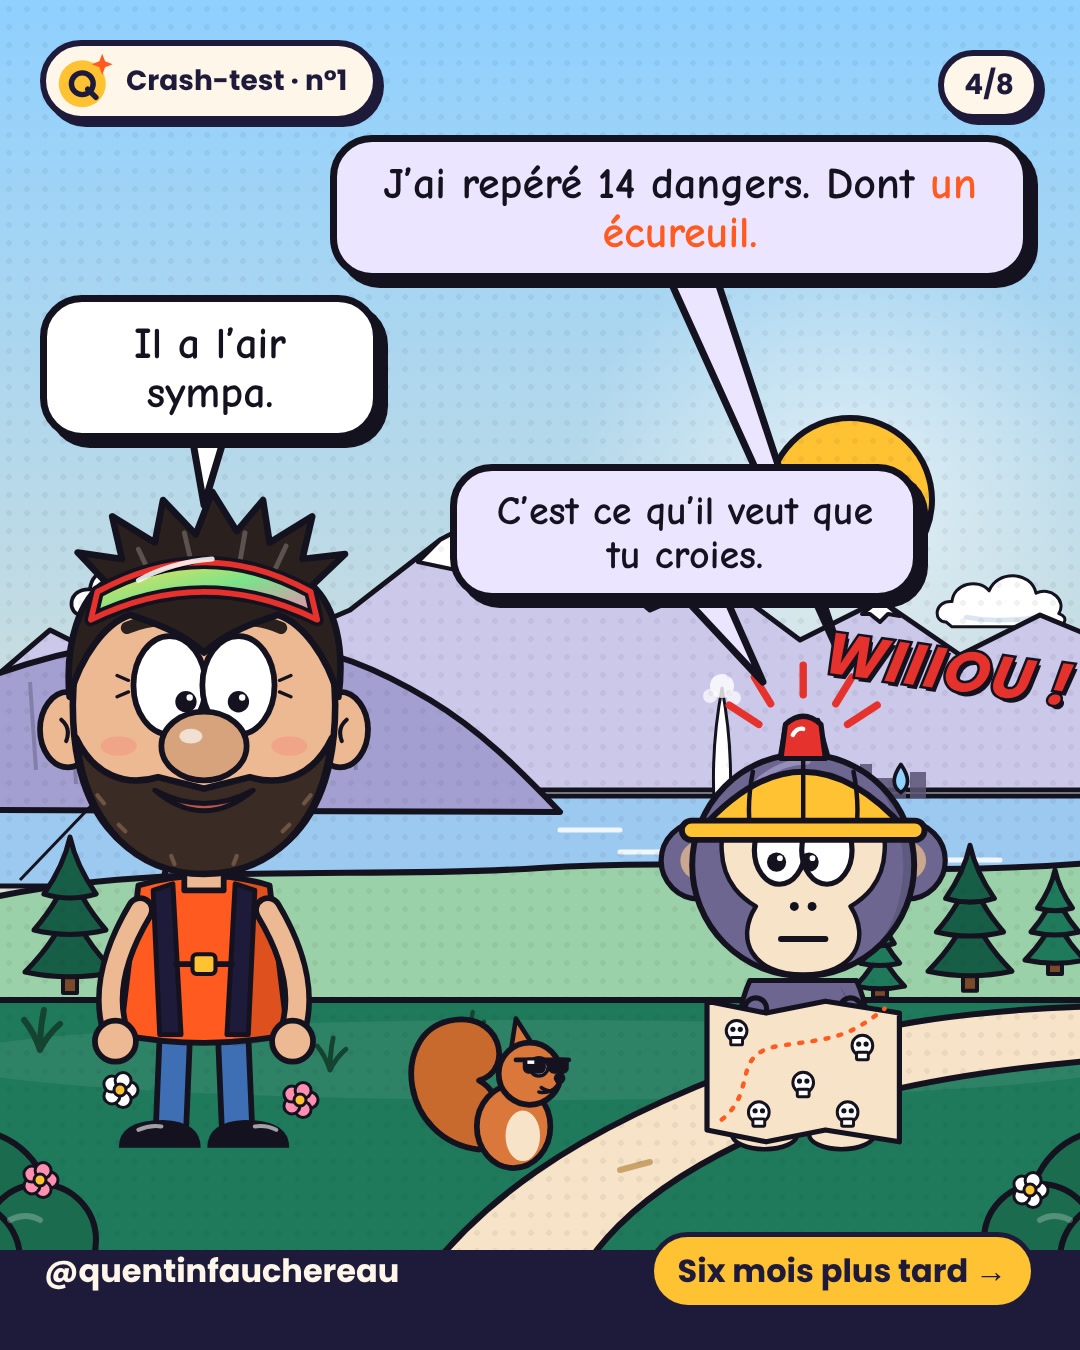 Q
Crash-test · n°1
4/8
J'ai repéré 14 dangers. Dont un
écureuil.
Il a l'air
sympa.
C'est ce qu'il veut que
tu croies.
WIIIOU !
@quentinfauchereau
Six mois plus tard →